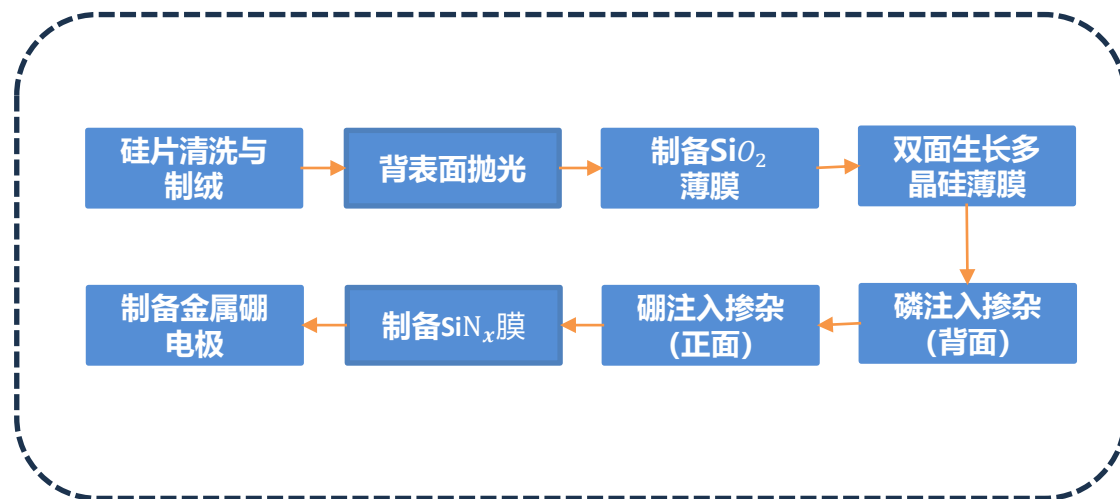 硅片清洗与
制绒
背表面抛光
制备SiO₂
薄膜
双面生长多
晶硅薄膜
磷注入掺杂
（背面）
硼注入掺杂
（正面）
制备SiNₓ膜
制备金属硼
电极